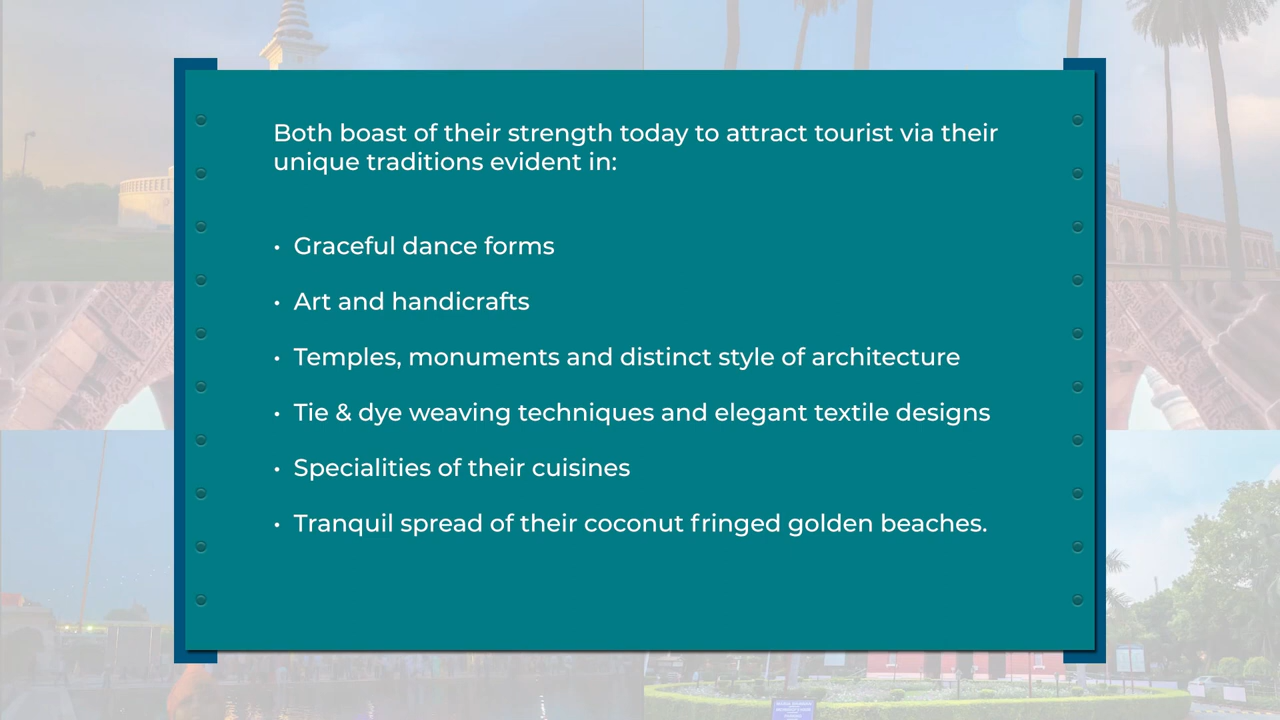 Both boast of their strength today to attract tourist via their
unique traditions evident in:
• Graceful dance forms
• Art and handicrafts
• Temples, monuments and distinct style of architecture
• Tie & dye weaving techniques and elegant textile designs
• Specialities of their cuisines
• Tranquil spread of their coconut fringed golden beaches.